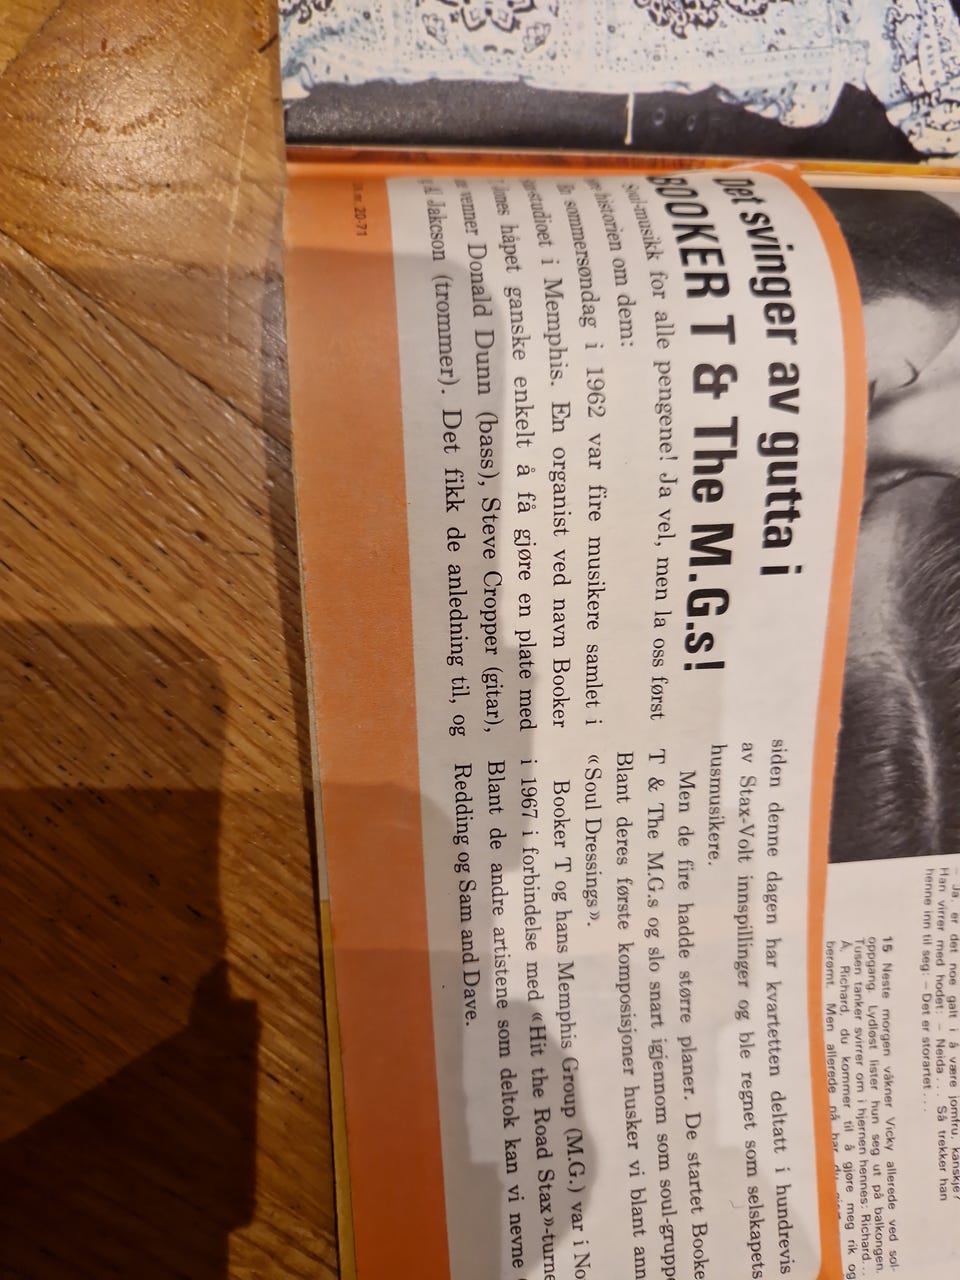 – Ja, er det noe galt i å være jomfru, kanskje?
Han virrer med hodet: – Neida . . Så trekker han
henne inn til seg: – Det er storartet . . .
15 Neste morgen våkner Vicky allerede ved sol-
oppgang. Lydløst lister hun seg ut på balkongen.
Tusen tanker svirrer om i hjernen hennes: Richard...
Å, Richard, du kommer til å gjøre meg rik og
berømt. Men allerede nå har du
Det svinger av gutta i
BOOKER T & The M.G.s!
Soul-musikk for alle pengene! Ja vel, men la oss først
historien om dem:
En sommersøndag i 1962 var fire musikere samlet i
studioet i Memphis. En organist ved navn Booker
T Jones håpet ganske enkelt å få gjøre en plate med
venner Donald Dunn (bass), Steve Cropper (gitar),
Al Jakcson (trommer). Det fikk de anledning til, og
siden denne dagen har kvartetten deltatt i hundrevis
av Stax-Volt innspillinger og ble regnet som selskapets
husmusikere.
Men de fire hadde større planer. De startet Booke
T & The M.G.s og slo snart igjennom som soul-grupp
Blant deres første komposisjoner husker vi blant ann
«Soul Dressings».
Booker T og hans Memphis Group (M.G.) var i No
i 1967 i forbindelse med «Hit the Road Stax»-turne
Blant de andre artistene som deltok kan vi nevne
Redding og Sam and Dave.
nr. 20-71